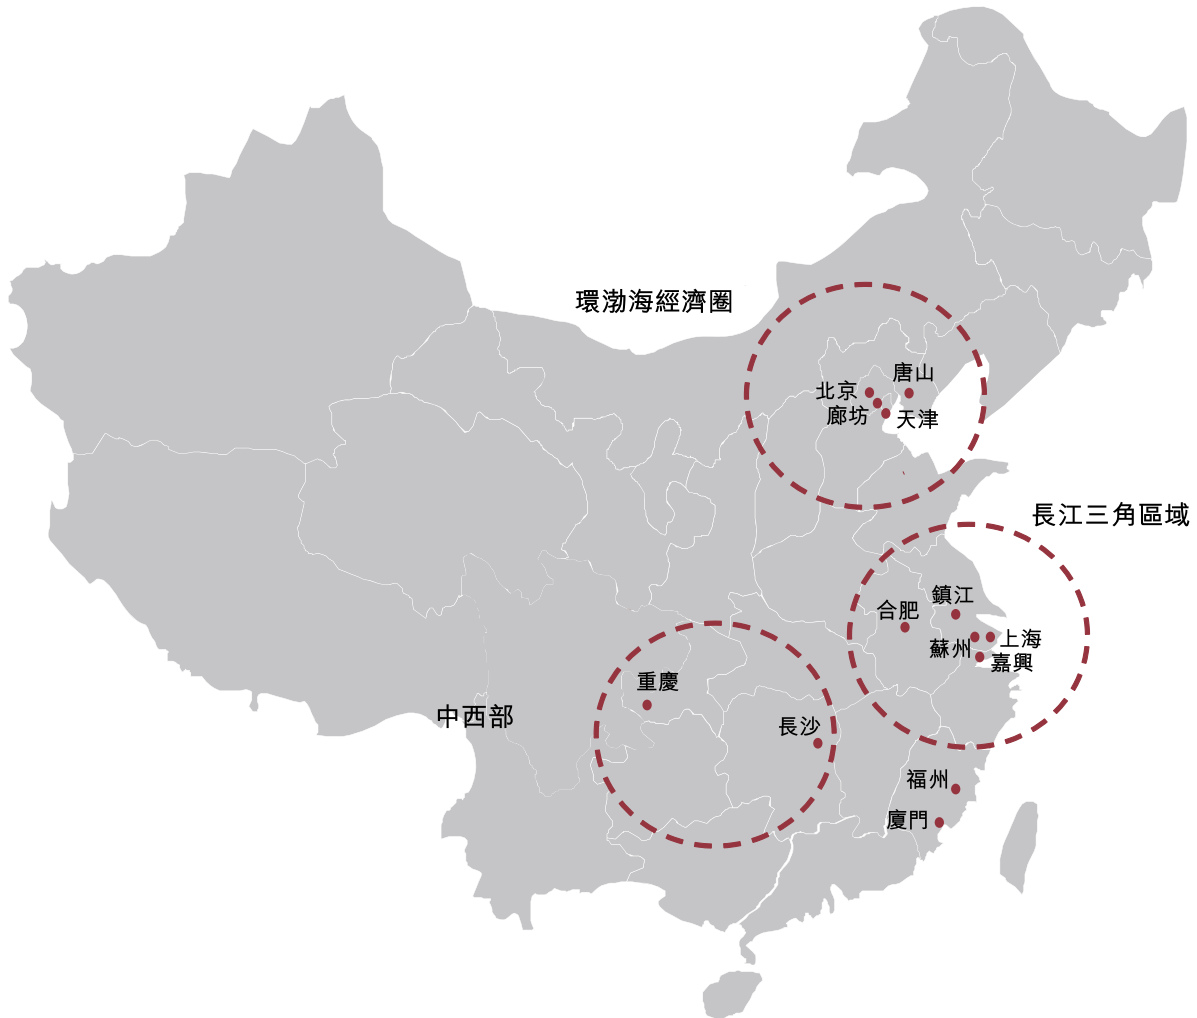 環渤海經濟圈
唐山
北京
廊坊
天津
長江三角區域
鎮江
合肥
上海
蘇州
嘉興
重慶
中西部
長沙
福州
廈門